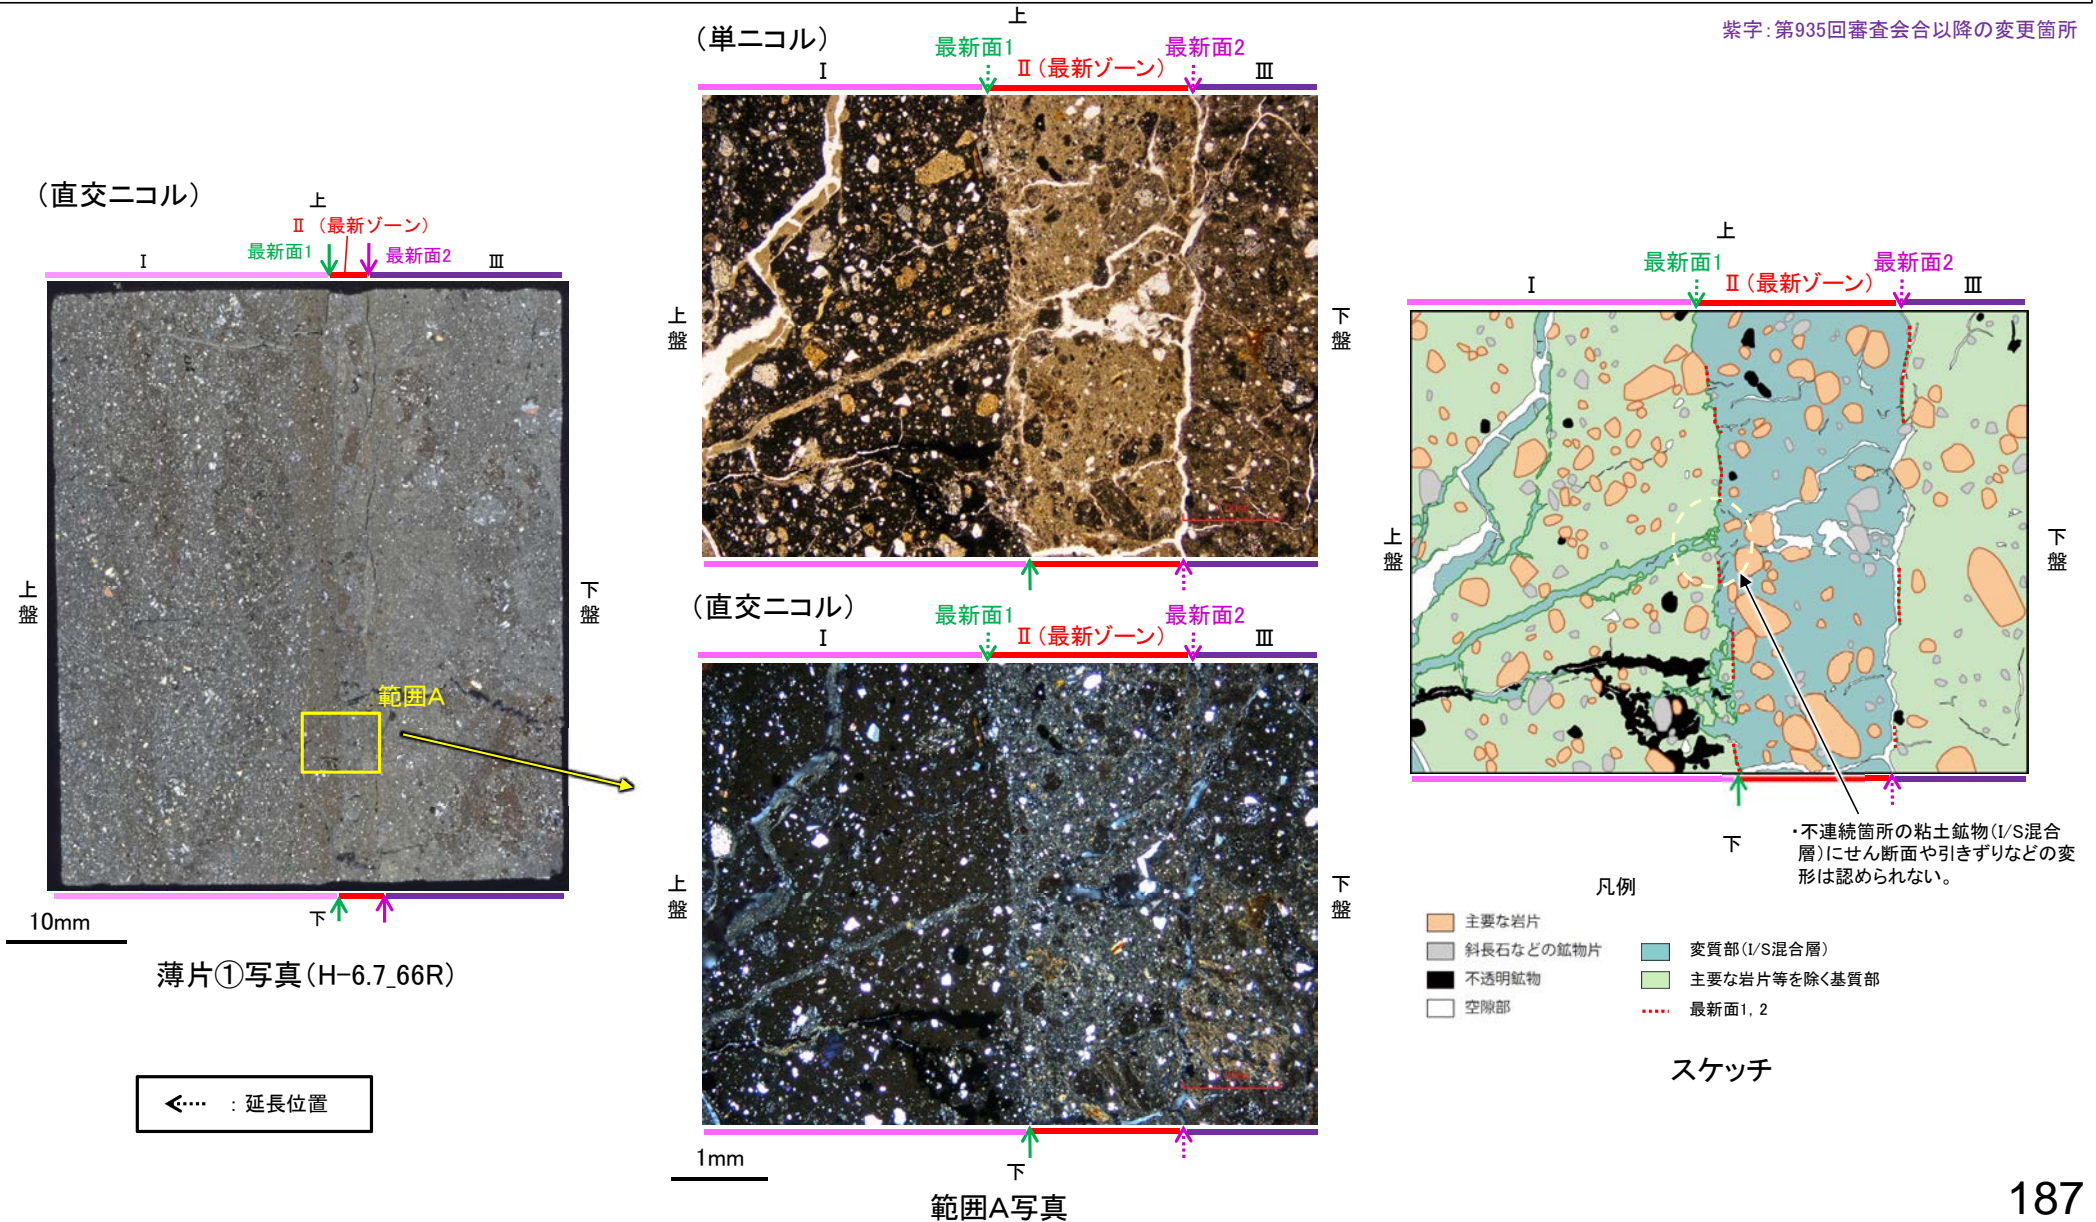 紫字：第935回審査会合以降の変更箇所
（直交ニコル）
上
Ⅱ（最新ゾーン）
最新面1
最新面2
Ⅰ
Ⅲ
上盤
下盤
範囲A
下
10mm
薄片①写真（H-6.7_66R）
：延長位置
（単ニコル）
上
最新面1
最新面2
Ⅰ
Ⅱ（最新ゾーン）
Ⅲ
上盤
下盤
（直交ニコル）
最新面1
最新面2
Ⅰ
Ⅱ（最新ゾーン）
Ⅲ
上盤
下盤
1mm
下
範囲A写真
上
最新面1
最新面2
Ⅰ
Ⅱ（最新ゾーン）
Ⅲ
上盤
下盤
下
・不連続箇所の粘土鉱物（I/S混合
層）にせん断面や引きずりなどの変
形は認められない。
凡例
主要な岩片
斜長石などの鉱物片
不透明鉱物
空隙部
変質部（I/S混合層）
主要な岩片等を除く基質部
最新面1，2
スケッチ
187